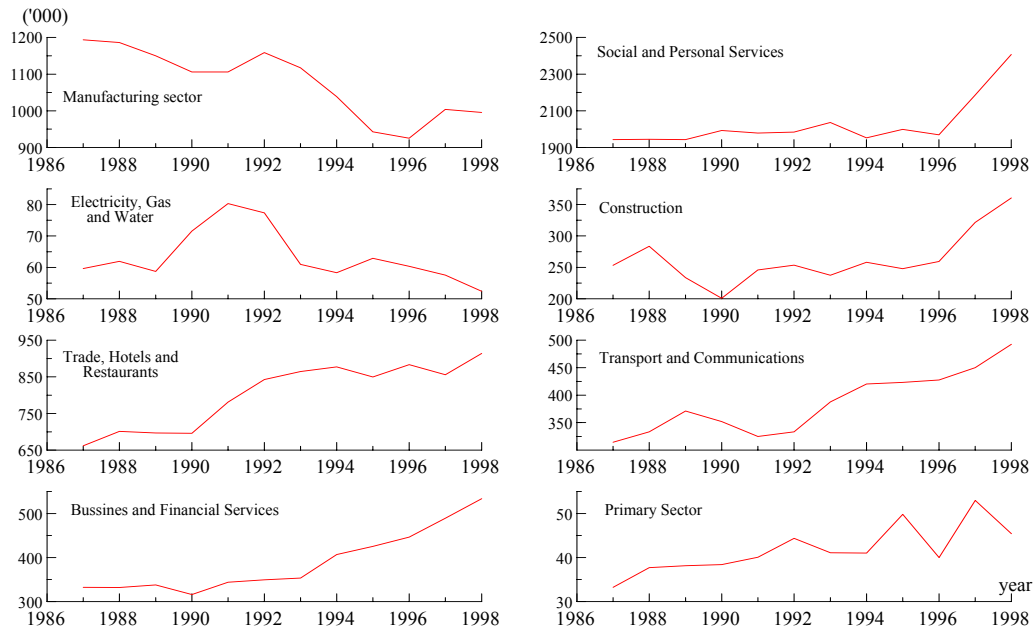 ('000)
1200
1100
1000
900
Manufacturing sector
1986 1988 1990 1992 1994 1996 1998
2500
2300
2100
1900
Social and Personal Services
1986 1988 1990 1992 1994 1996 1998
80
70
60
50
Electricity, Gas
and Water
1986 1988 1990 1992 1994 1996 1998
350
300
250
200
Construction
1986 1988 1990 1992 1994 1996 1998
950
850
750
650
Trade, Hotels and
Restaurants
1986 1988 1990 1992 1994 1996 1998
500
450
400
350
Transport and Communications
1986 1988 1990 1992 1994 1996 1998
500
400
300
Bussines and Financial Services
1986 1988 1990 1992 1994 1996 1998
50
40
30
Primary Sector
year
1986 1988 1990 1992 1994 1996 1998